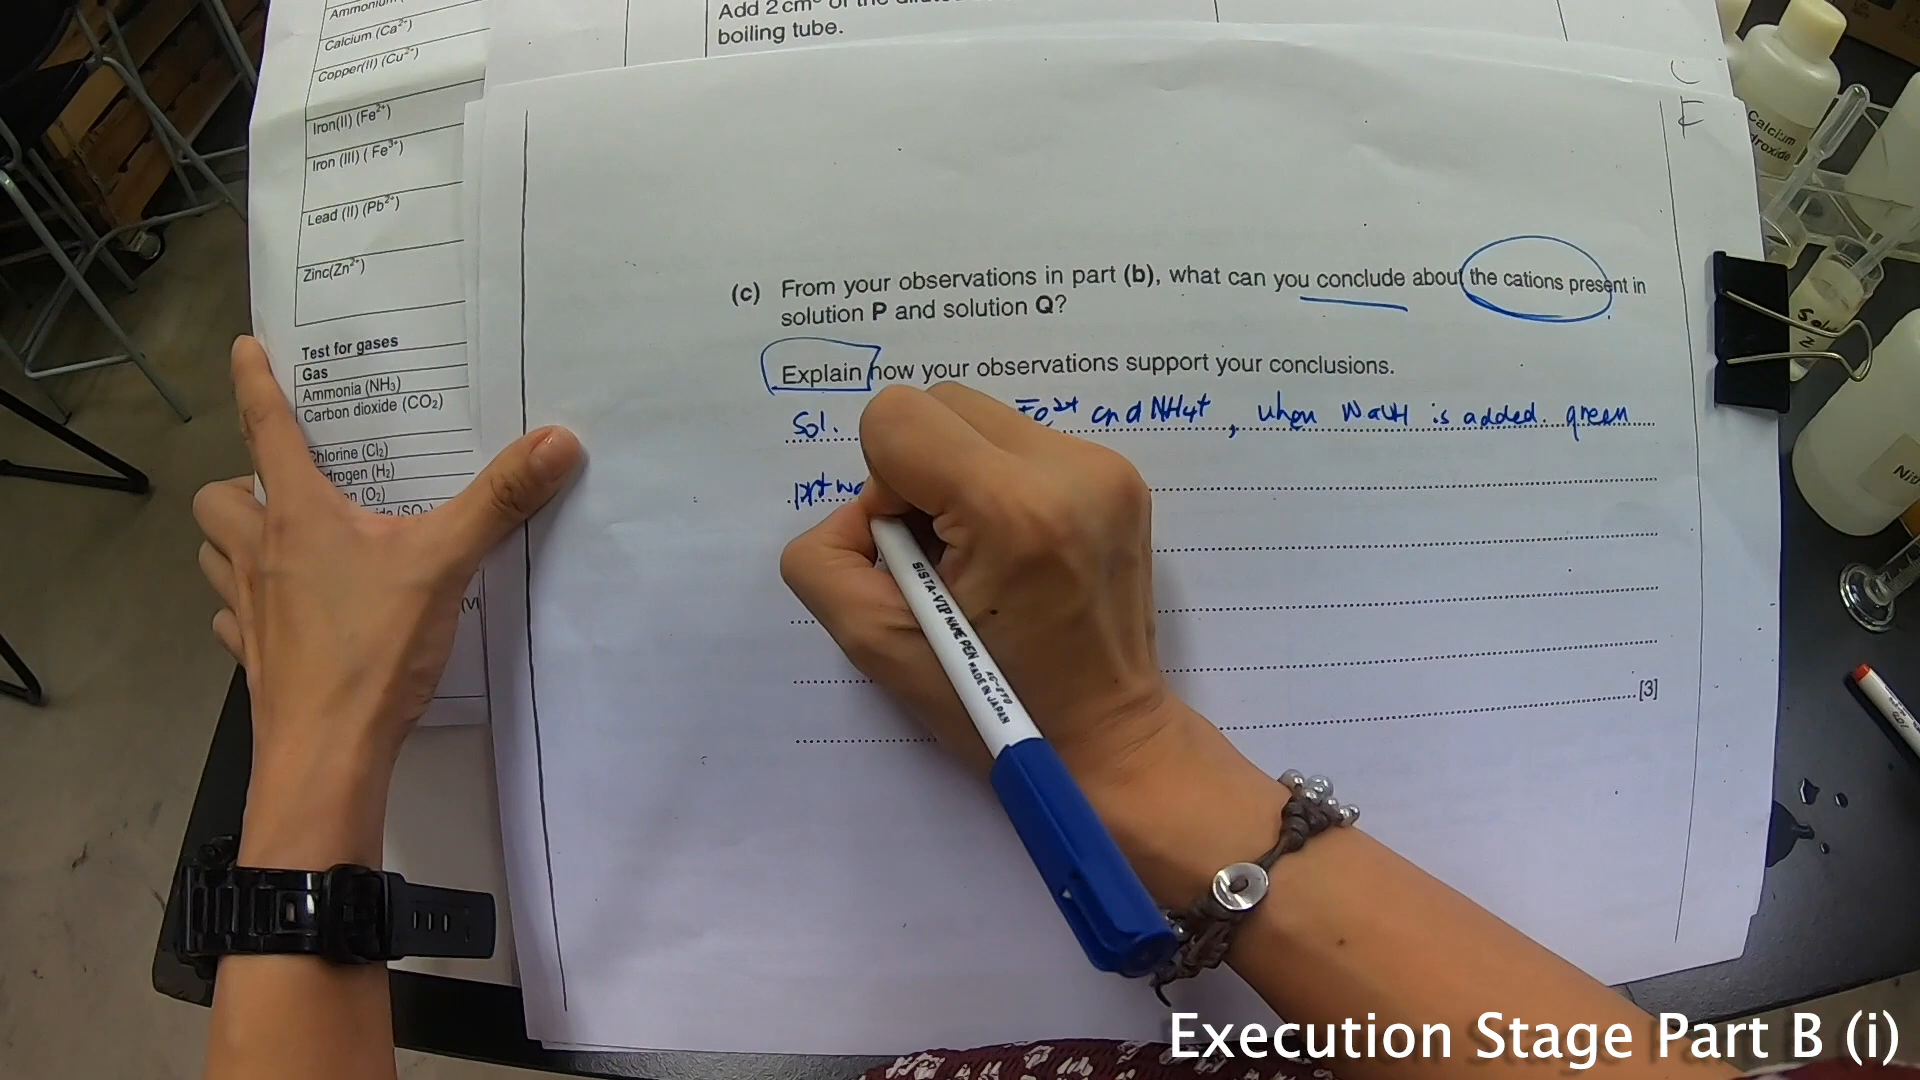 Calcium (Ca²⁺)
Copper(II) (Cu²⁺)
Iron(II) (Fe²⁺)
Iron (III) ( Fe³⁺)
Lead (II) (Pb²⁺)
Zinc(Zn²⁺)
Test for gases
Gas
Ammonia (NH₃)
Carbon dioxide (CO₂)
Chlorine (Cl₂)
(O₂)
Add 2 cm³
boiling tube.
(c) From your observations in part (b), what can you conclude about the cations present in
solution P and solution Q?
Explain how your observations support your conclusions.
Sol. Fe²⁺ and NH₄⁺, when NaOH is added. green
ppt
[3]
SISTA-VIP NAME PEN MADE IN JAPAN
Calcium
Execution Stage Part B (i)